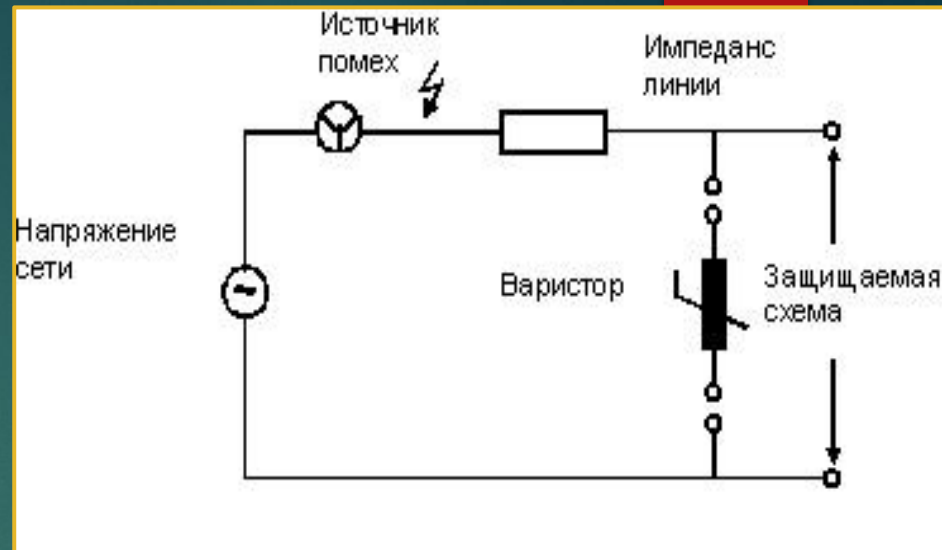 Источник
помех
Импеданс
линии
Напряжение
сети
Варистор
Защищаемая
схема